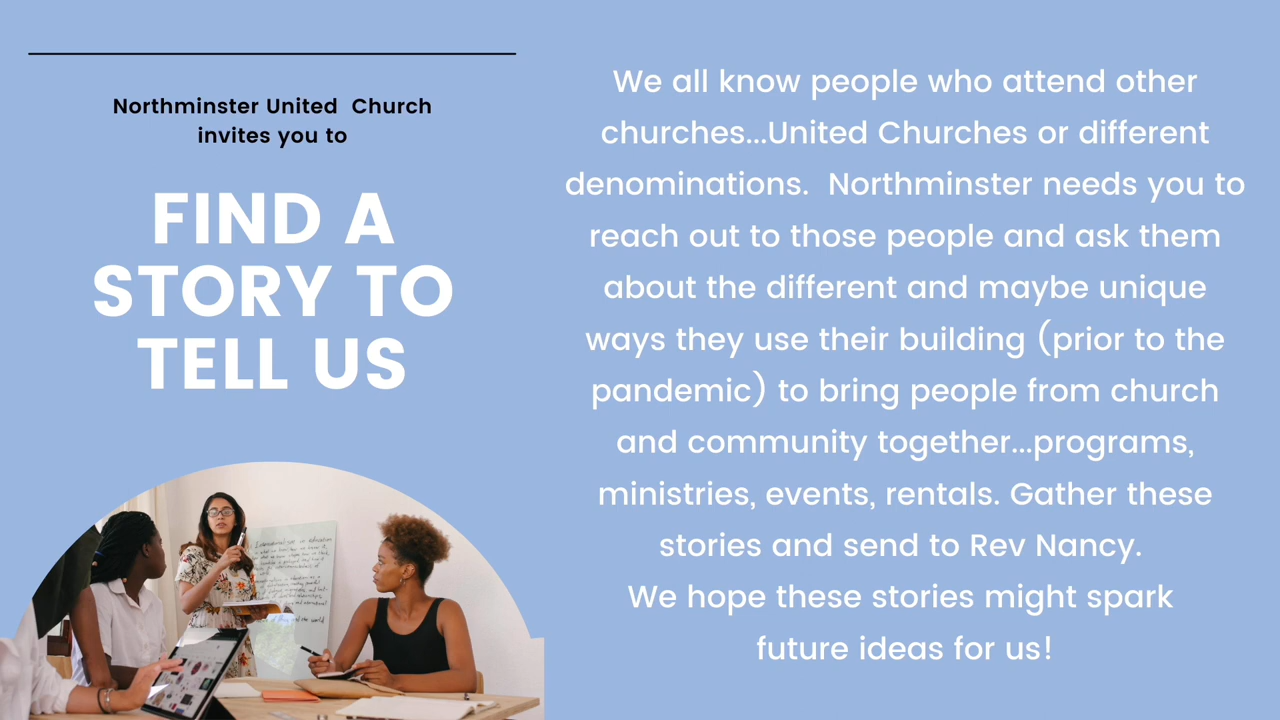 Northminster United  Church
invites you to
FIND A
STORY TO
TELL US
We all know people who attend other
churches...United Churches or different
denominations.  Northminster needs you to
reach out to those people and ask them
about the different and maybe unique
ways they use their building (prior to the
pandemic) to bring people from church
and community together...programs,
ministries, events, rentals. Gather these
stories and send to Rev Nancy.
We hope these stories might spark
future ideas for us!